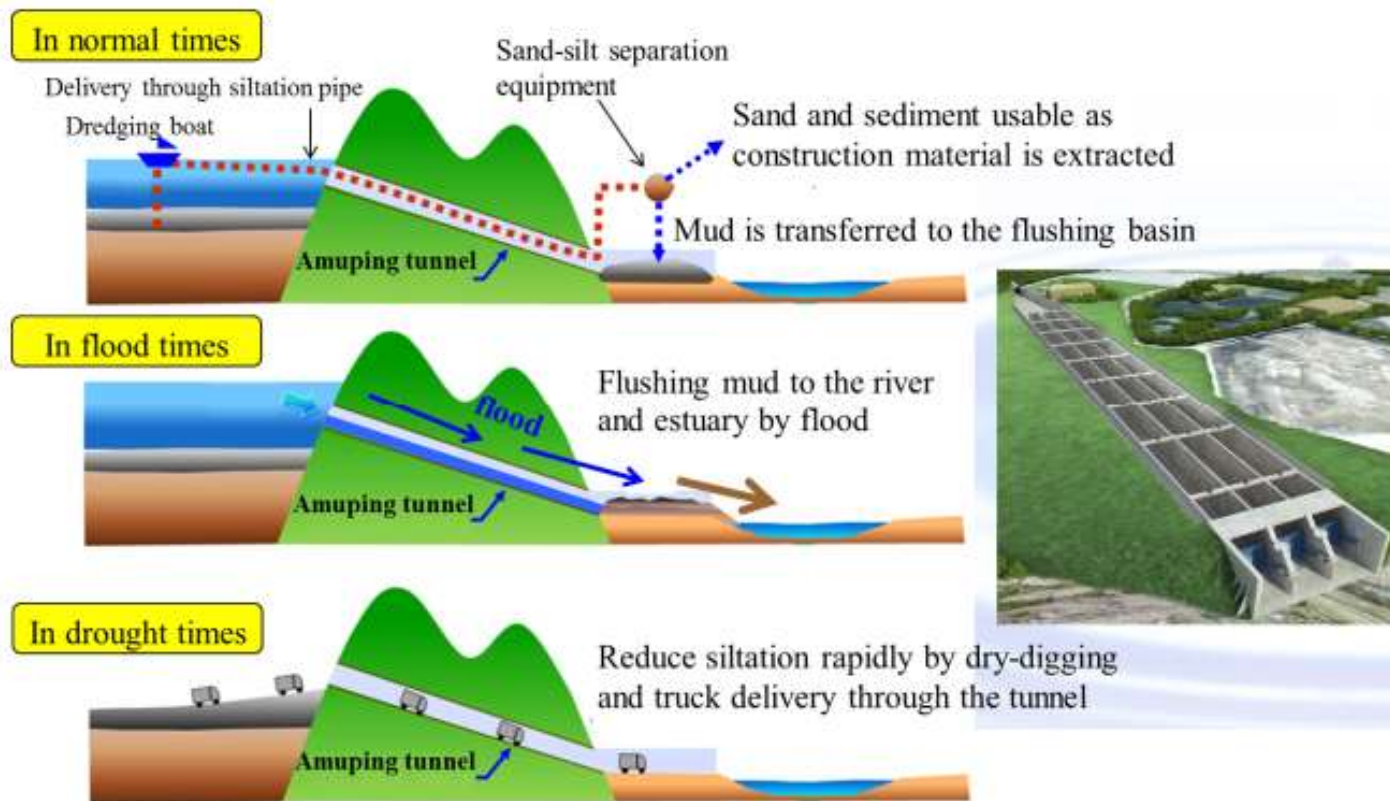 In normal times
Delivery through siltation pipe
Dredging boat
Sand-silt separation
equipment
Sand and sediment usable as
construction material is extracted
Mud is transferred to the flushing basin
Amuping tunnel
In flood times
flood
Flushing mud to the river
and estuary by flood
Amuping tunnel
In drought times
Reduce siltation rapidly by dry-digging
and truck delivery through the tunnel
Amuping tunnel